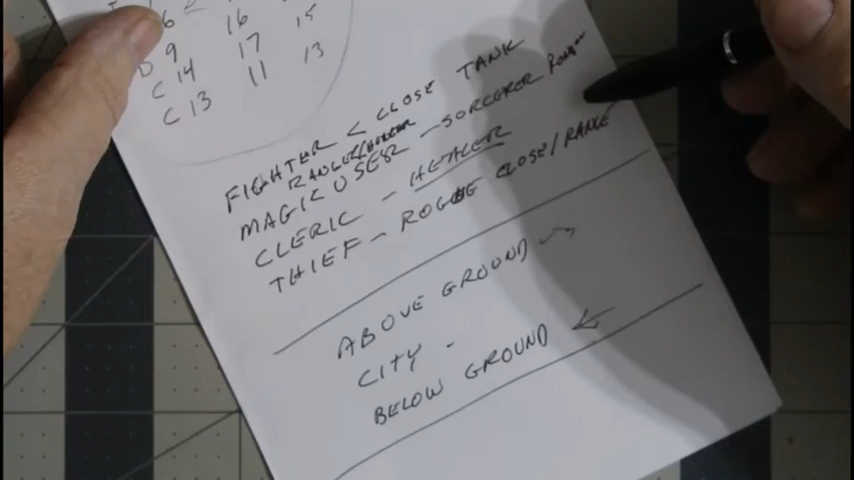 6 16 15
D 9 17 13
C 14 11
C 13
FIGHTER < CLOSE TANK
RANGE/
MAGIC USER - SORCERER
CLERIC - HEALER
THIEF - ROGUE CLOSE/RANGE
ABOVE GROUND
CITY -
BELOW GROUND ←